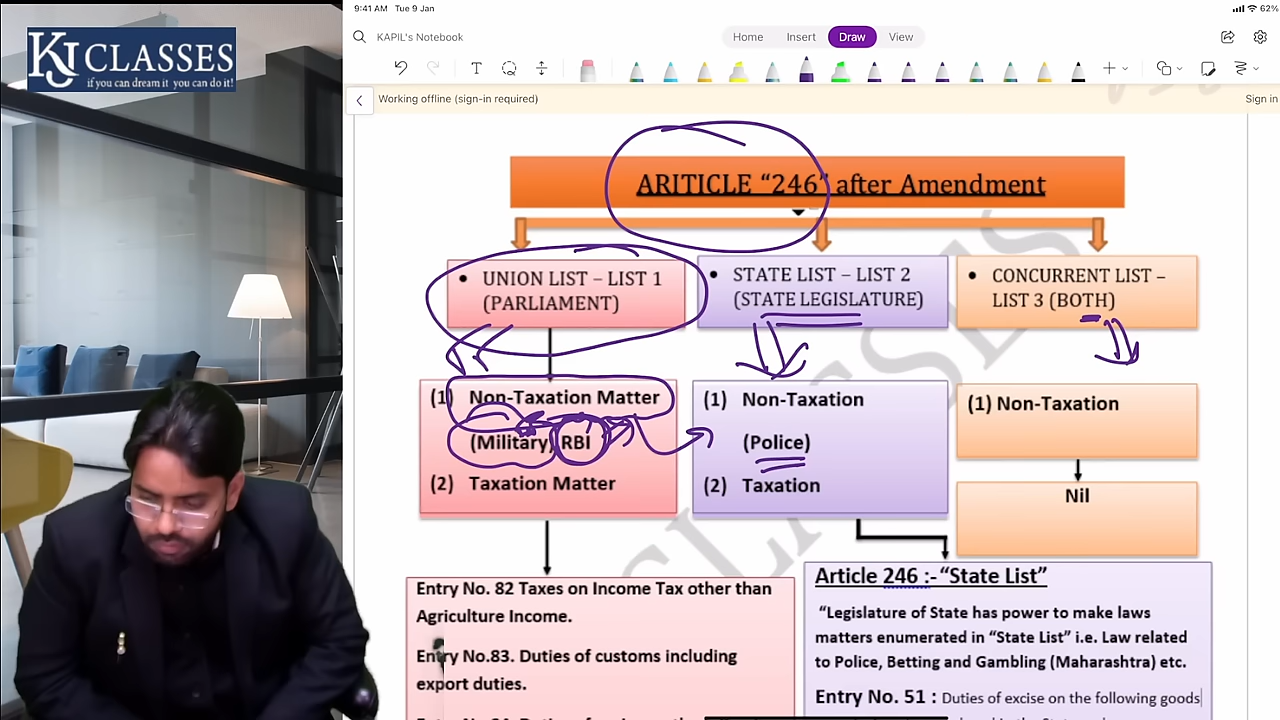 9:41 AM Tue 9 Jan
62%
KJ CLASSES
if you can dream it you can do it!
KAPIL's Notebook
Home Insert Draw View
Working offline (sign-in required)
Sign in
ARITICLE “246” after Amendment
• UNION LIST – LIST 1
(PARLIAMENT)
• STATE LIST – LIST 2
(STATE LEGISLATURE)
• CONCURRENT LIST –
LIST 3 (BOTH)
(1) Non-Taxation Matter
(Military) RBI
(2) Taxation Matter
(1) Non-Taxation
(Police)
(2) Taxation
(1) Non-Taxation
Nil
Entry No. 82 Taxes on Income Tax other than
Agriculture Income.
Entry No.83. Duties of customs including
export duties.
Article 246 :- “State List”
“Legislature of State has power to make laws
matters enumerated in “State List” i.e. Law related
to Police, Betting and Gambling (Maharashtra) etc.
Entry No. 51 : Duties of excise on the following goods
CLASSES